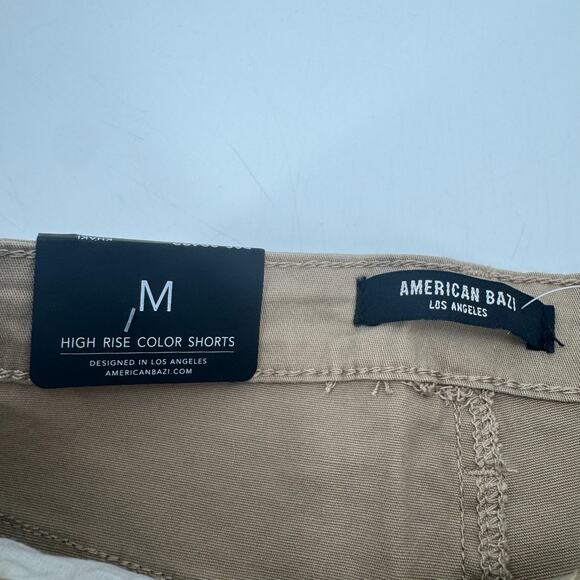 M
HIGH RISE COLOR SHORTS
DESIGNED IN LOS ANGELES
AMERICANBAZI.COM
AMERICAN BAZI
LOS ANGELES